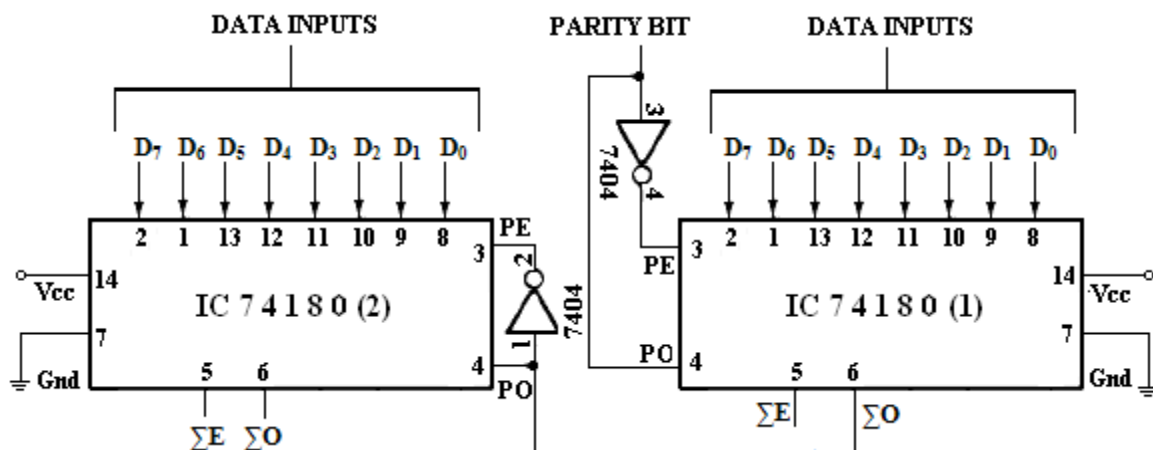 DATA INPUTS PARITY BIT DATA INPUTS
D7 D6 D5 D4 D3 D2 D1 D0 3 7404 4 D7 D6 D5 D4 D3 D2 D1 D0
2 1 13 12 11 10 9 8 PE 2 1 13 12 11 10 9 8
3 2 7404 1 PE 3
14 Vcc IC 74180 (2) IC 74180 (1) 14 Vcc
7 Gnd 4 PO PO 4 7 Gnd
5 6 5 6
∑E ∑O ∑E ∑O